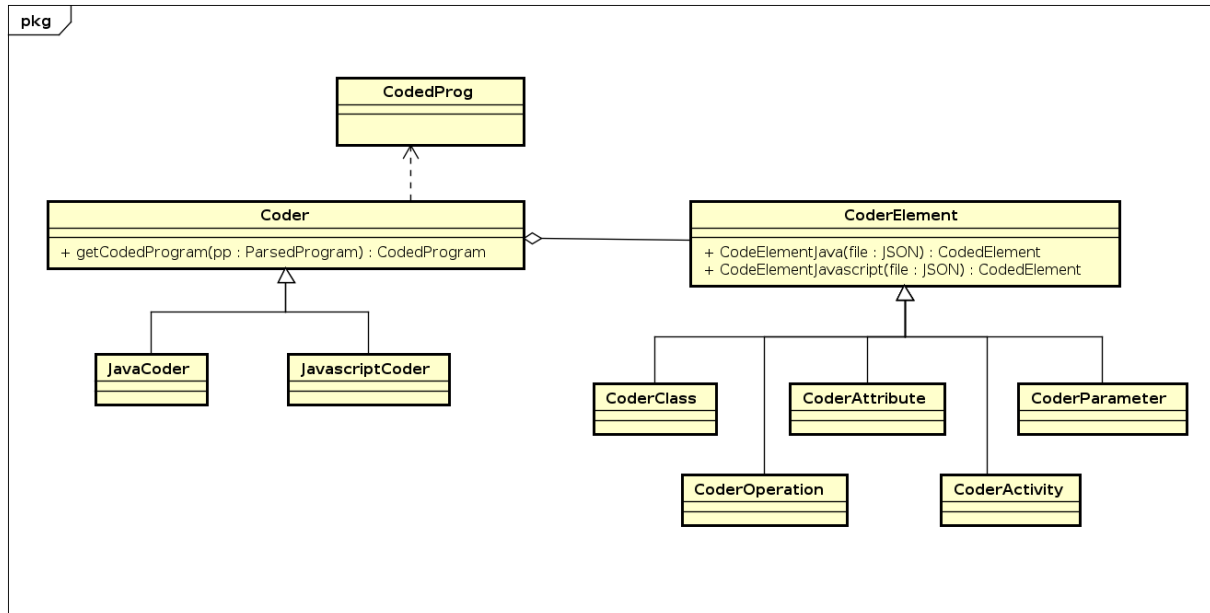 pkg
CodedProg
Coder
+ getCodedProgram(pp : ParsedProgram) : CodedProgram
CoderElement
+ CodeElementJava(file : JSON) : CodedElement
+ CodeElementJavascript(file : JSON) : CodedElement
JavaCoder
JavascriptCoder
CoderClass
CoderAttribute
CoderParameter
CoderOperation
CoderActivity